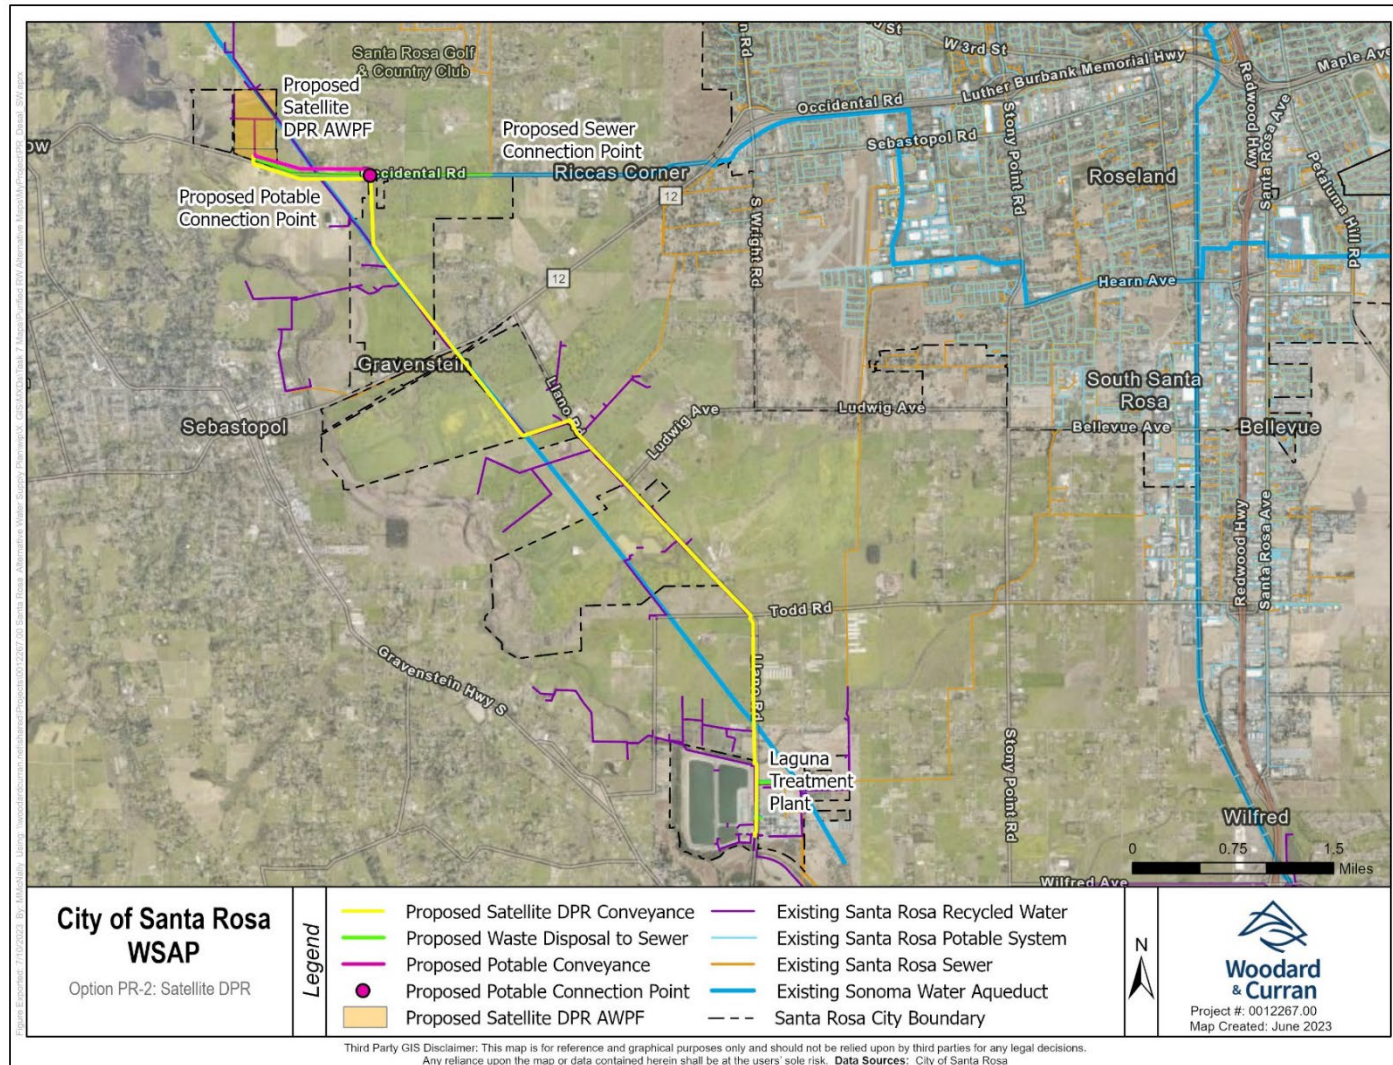 Santa Rosa Golf
& Country Club
W 3rd St
Luther Burbank Memorial Hwy
Redwood Hwy
Maple Ave
Santa Rosa Ave
Petaluma Hill Rd
Proposed
Satellite
DPR AWPF
Occidental Rd
Sebastopol Rd
Stony Point Rd
Proposed Sewer
Connection Point
Occidental Rd
Riccas Corner
Roseland
12
Proposed Potable
Connection Point
S Wright Rd
12
Hearn Ave
Gravenstein
Llano Rd
South Santa
Rosa
Sebastopol
Ludwig Ave
Ludwig Ave
Bellevue Ave
Bellevue
Redwood Hwy
Santa Rosa Ave
Todd Rd
Gravenstein Hwy S
Llano Rd
Stony Point Rd
Laguna
Treatment
Plant
Wilfred
0 0.75 1.5
Miles
Wilfred Ave
City of Santa Rosa
WSAP
Option PR-2: Satellite DPR
Legend
Proposed Satellite DPR Conveyance
Proposed Waste Disposal to Sewer
Proposed Potable Conveyance
Proposed Potable Connection Point
Proposed Satellite DPR AWPF
Existing Santa Rosa Recycled Water
Existing Santa Rosa Potable System
Existing Santa Rosa Sewer
Existing Sonoma Water Aqueduct
Santa Rosa City Boundary
N
Woodard
& Curran
Project #: 0012267.00
Map Created: June 2023
Third Party GIS Disclaimer: This map is for reference and graphical purposes only and should not be relied upon by third parties for any legal decisions.
Any reliance upon the map or data contained herein shall be at the users' sole risk. Data Sources: City of Santa Rosa